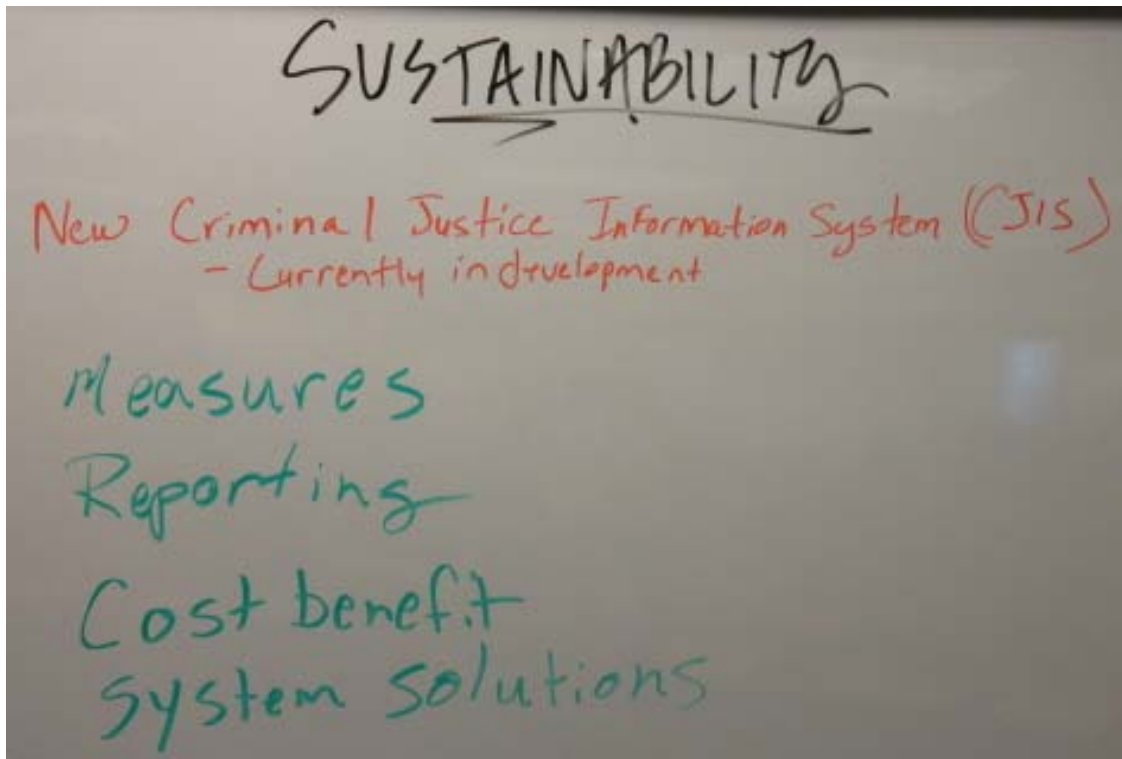 SUSTAINABILITY
New Criminal Justice Information System (CJIS)
- Currently in development
Measures
Reporting
Cost benefit
System solutions